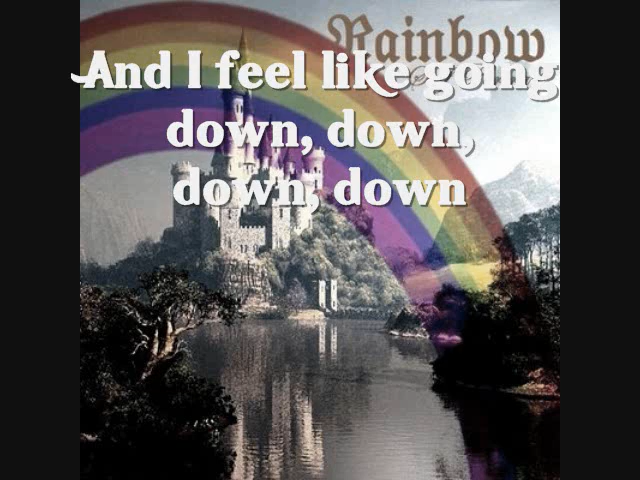 Rainbow
And I feel like going
down, down,
down, down